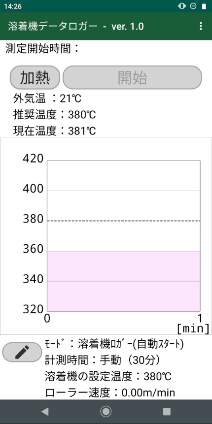 14:26
溶着機データロガー - ver. 1.0
測定開始時間：
加熱 開始
外気温 ：21℃
推奨温度：380℃
現在温度：381℃
420
400
380
360
340
320
0 1
[min]
ﾓｰﾄﾞ：溶着機ﾛｶﾞｰ(自動ｽﾀｰﾄ)
計測時間：手動（30分）
溶着機の設定温度：380℃
ローラー速度：0.00m/min